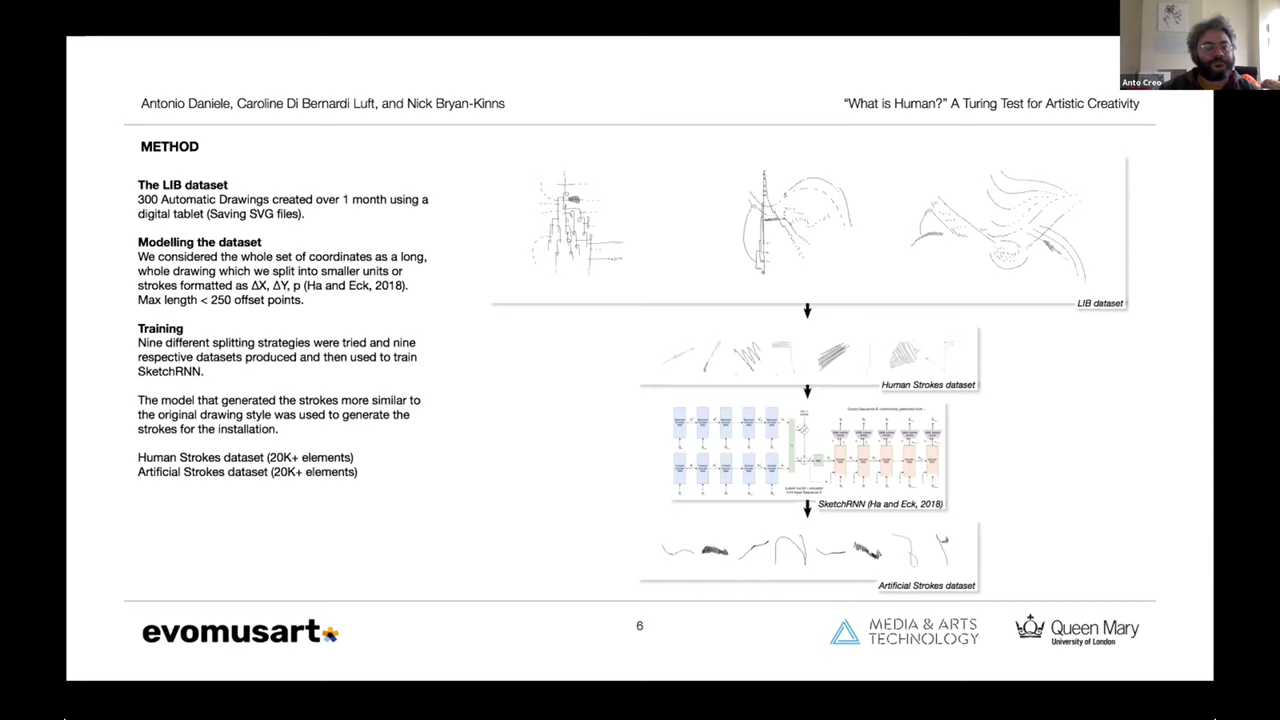 Anto Creo
Antonio Daniele, Caroline Di Bernardi Luft, and Nick Bryan-Kinns
“What is Human?” A Turing Test for Artistic Creativity
METHOD
The LIB dataset
300 Automatic Drawings created over 1 month using a
digital tablet (Saving SVG files).
Modelling the dataset
We considered the whole set of coordinates as a long,
whole drawing which we split into smaller units or
strokes formatted as ΔX, ΔY, p (Ha and Eck, 2018).
Max length < 250 offset points.
Training
Nine different splitting strategies were tried and nine
respective datasets produced and then used to train
SketchRNN.
The model that generated the strokes more similar to
the original drawing style was used to generate the
strokes for the installation.
Human Strokes dataset (20K+ elements)
Artificial Strokes dataset (20K+ elements)
LIB dataset
Human Strokes dataset
SketchRNN (Ha and Eck, 2018)
Artificial Strokes dataset
evomusart
6
MEDIA & ARTS
TECHNOLOGY
Queen Mary
University of London